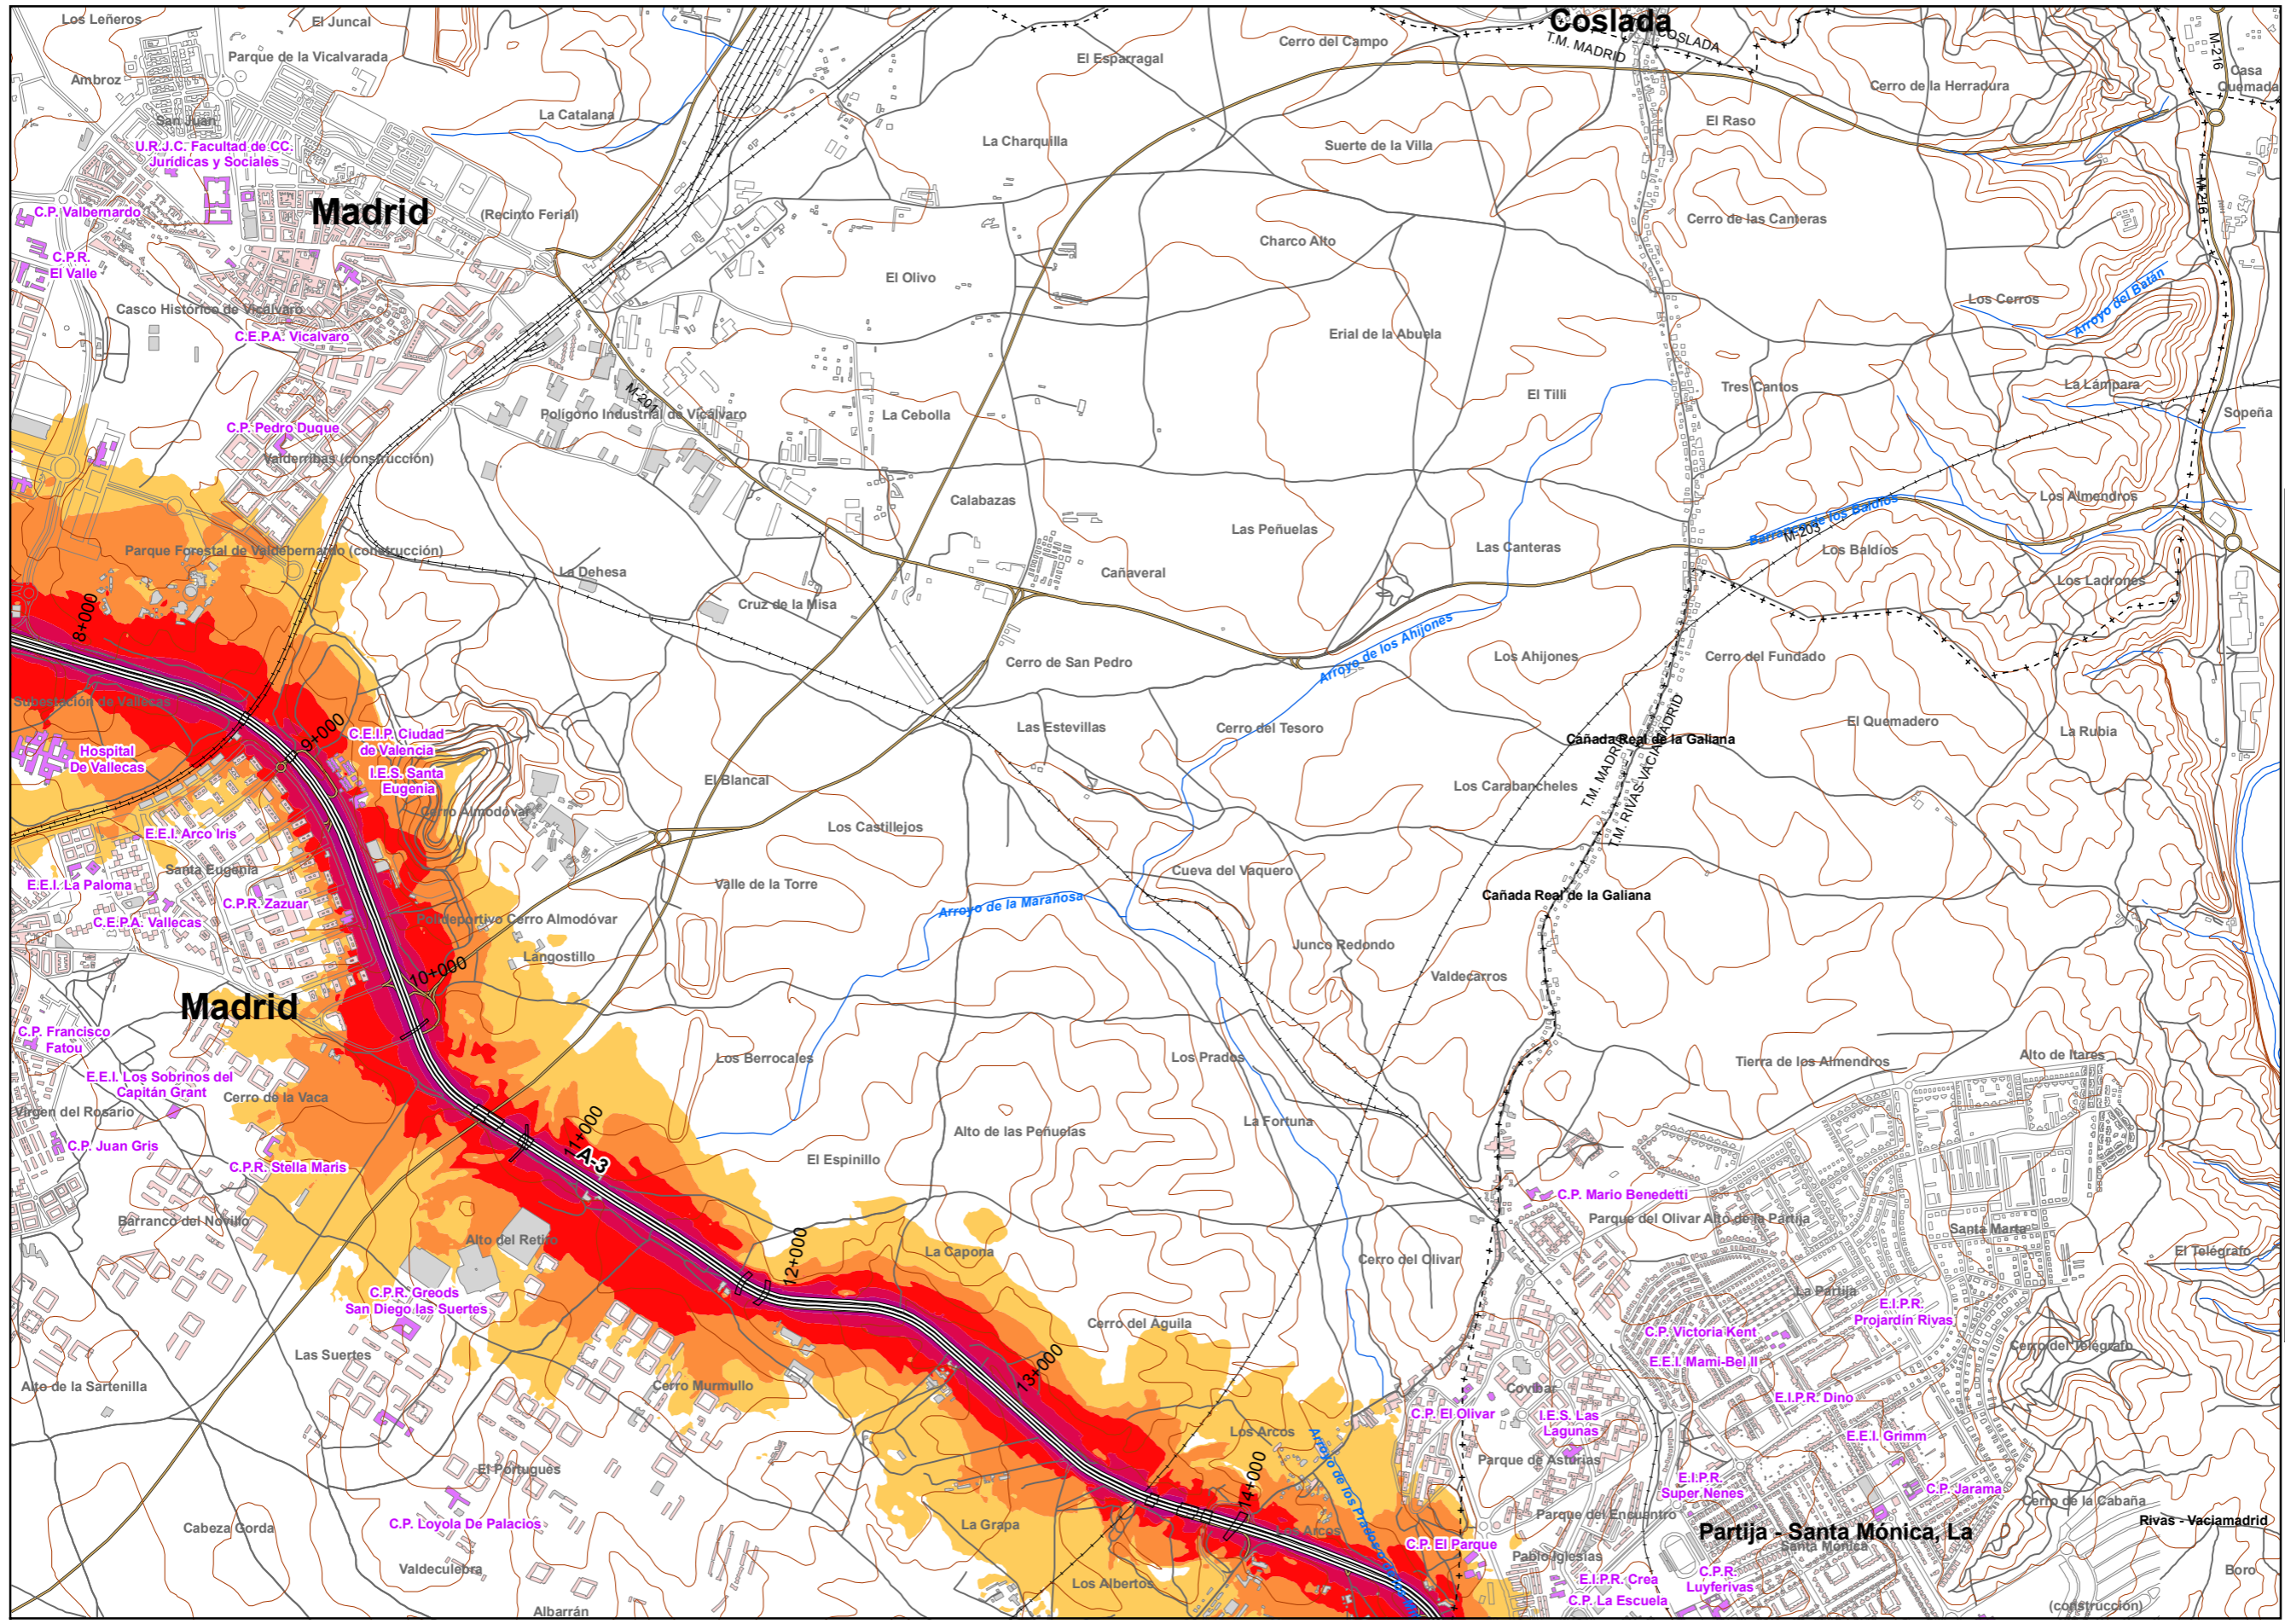 Los Leñeros
El Juncal
Coslada
COSLADA
T.M. MADRID
Cerro del Campo
El Esparragal
Parque de la Vicalvarada
Ambroz
M-216
Casa
Quemada
Cerro de la Herradura
La Catalana
San Juan
El Raso
La Charquilla
Suerte de la Villa
U.R.J.C. Facultad de CC.
Jurídicas y Sociales
M-216
C.P. Valbernardo
Madrid
(Recinto Ferial)
Cerro de las Canteras
Charco Alto
C.P.R.
El Valle
El Olivo
Los Cerros
Arroyo del Batán
Casco Histórico de Vicálvaro
C.E.P.A. Vicalvaro
Erial de la Abuela
M-201
El Tilli
Tres Cantos
La Lámpara
Sopeña
Polígono Industrial de Vicálvaro
La Cebolla
C.P. Pedro Duque
Valderribas (construcción)
Calabazas
Los Almendros
Las Peñuelas
Barranco de los Baldíos
M-203
Las Canteras
Los Baldíos
Parque Forestal de Valdebernardo (construcción)
La Dehesa
Cañaveral
Los Ladrones
Cruz de la Misa
8+000
Arroyo de los Ahijones
Cerro de San Pedro
Los Ahijones
Cerro del Fundado
Subestación de Vallecas
9+000
Las Estevillas
Cerro del Tesoro
El Quemadero
La Rubia
C.E.I.P. Ciudad
de Valencia
Cañada Real de la Galiana
T.M. MADRID
T.M. RIVAS-VACIAMADRID
Hospital
De Vallecas
I.E.S. Santa
Eugenia
El Blancal
Los Carabancheles
Cerro Almodóvar
Los Castillejos
E.E.I. Arco Iris
Santa Eugenia
Cueva del Vaquero
E.E.I. La Paloma
Valle de la Torre
Cañada Real de la Galiana
C.P.R. Zazuar
Arroyo de la Marañosa
C.E.P.A. Vallecas
Polideportivo Cerro Almodóvar
Junco Redondo
Langostillo
10+000
Valdecarros
Madrid
C.P. Francisco
Fatou
Los Berrocales
Los Prados
Tierra de los Almendros
Alto de Itares
E.E.I. Los Sobrinos del
Capitán Grant
Cerro de la Vaca
Virgen del Rosario
La Fortuna
11+000
A-3
Alto de las Peñuelas
C.P. Juan Gris
El Espinillo
C.P.R. Stella Maris
C.P. Mario Benedetti
Barranco del Novillo
Parque del Olivar Alto de la Partija
Santa Marta
Alto del Retiro
12+000
La Capona
Cerro del Olivar
El Telégrafo
C.P.R. Greods
San Diego las Suertes
La Partija
E.I.P.R.
Projardín Rivas
Cerro del Aguila
C.P. Victoria Kent
Cerro del Telégrafo
Las Suertes
E.E.I. Mami-Bel II
13+000
Alto de la Sartenilla
Cerro Murmullo
Covibar
E.I.P.R. Dino
C.P. El Olivar
I.E.S. Las
Lagunas
Los Arcos
E.E.I. Grimm
Parque de Asturias
El Portugués
14+000
E.I.P.R.
Super Nenes
C.P. Jarama
Cerro de la Cabaña
C.P. Loyola De Palacios
Cabeza Gorda
La Grapa
Parque del Encuentro
Rivas - Vaciamadrid
Los Arcos
Partija - Santa Mónica, La
Santa Mónica
C.P. El Parque
Pablo Iglesias
Valdeculebra
Boro
Los Albertos
E.I.P.R. Crea
C.P.R.
Luyferivas
C.P. La Escuela
Albarrán
(construcción)